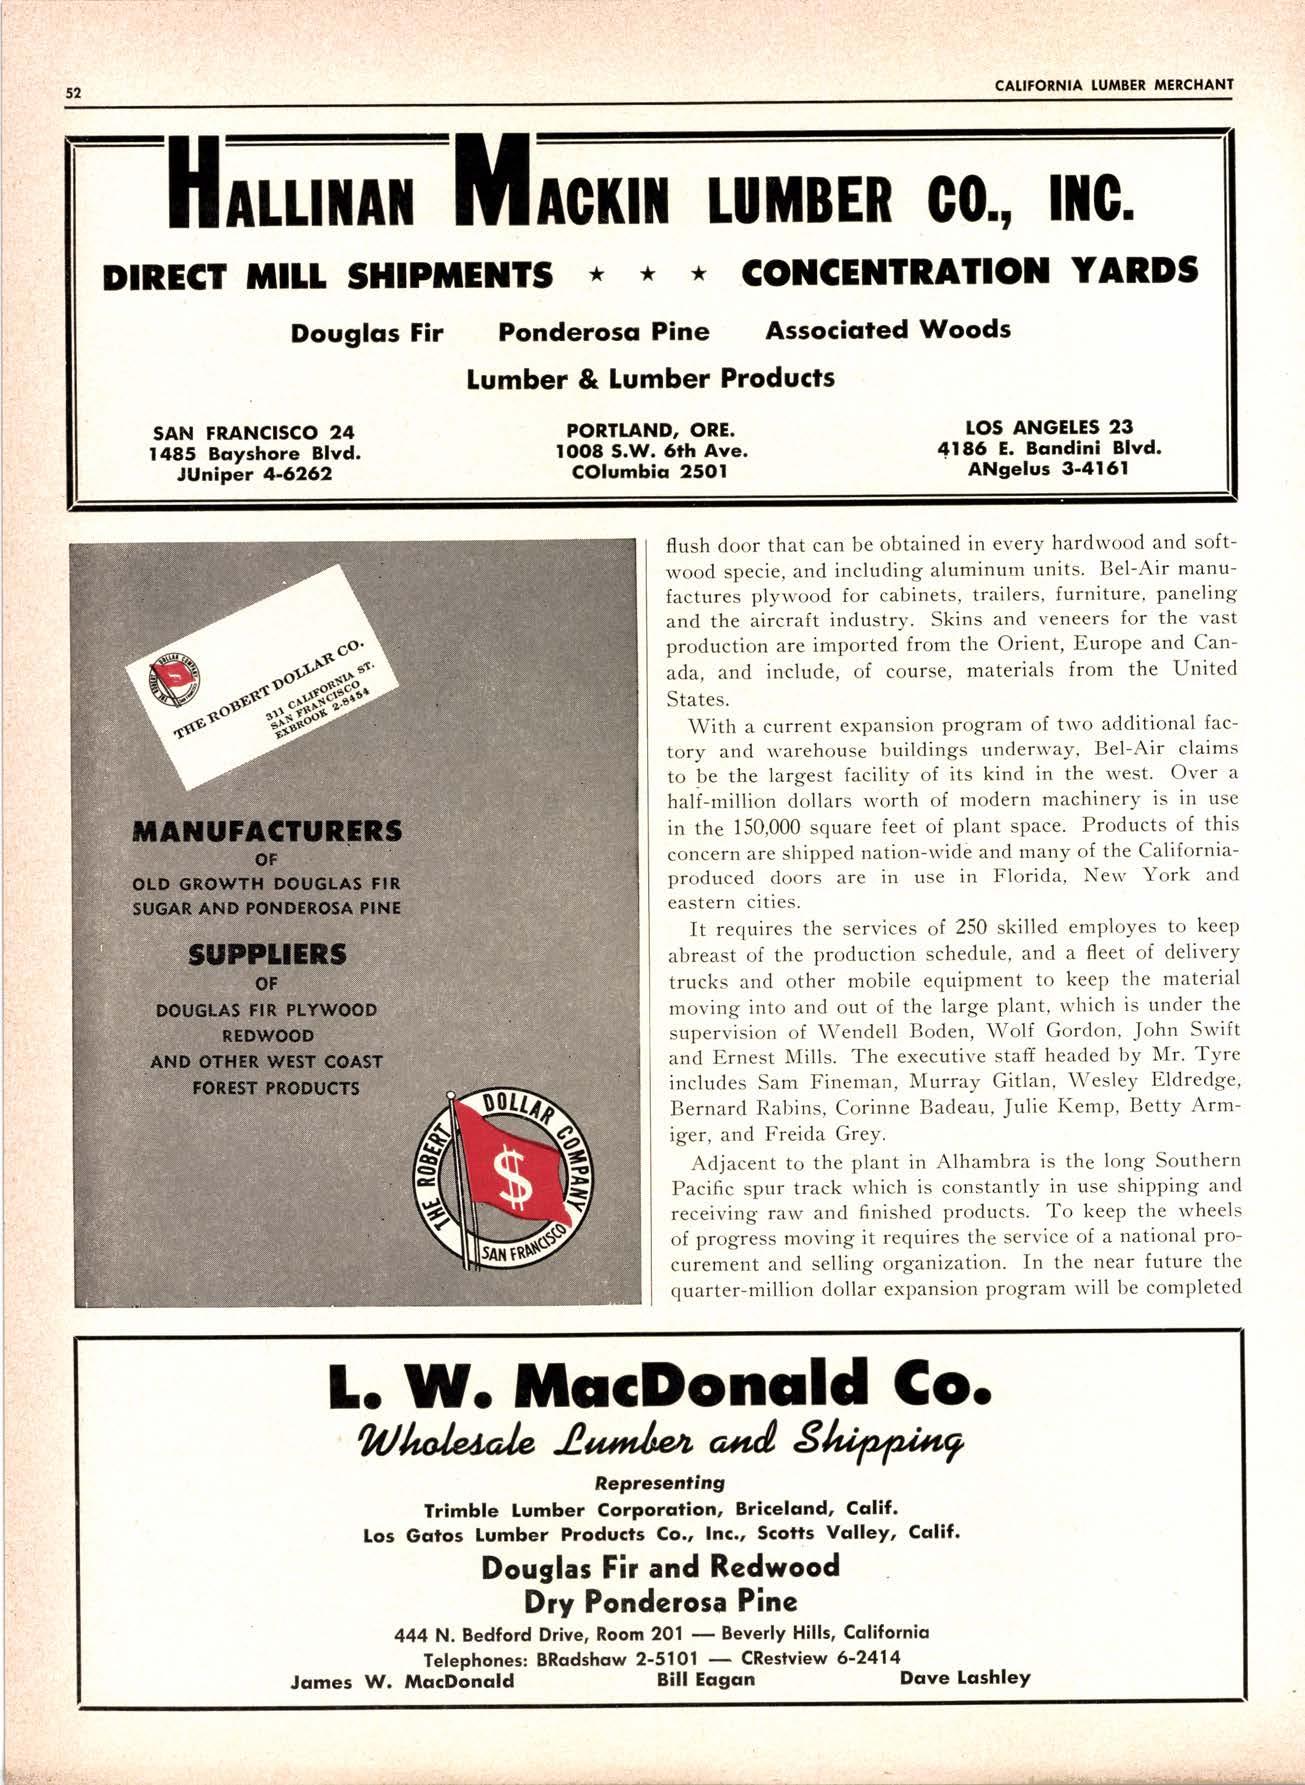 52
CALIFORNIA LUMBER MERCHANT
HALLINAN MACKIN LUMBER CO., INC.
DIRECT MILL SHIPMENTS ★ ★ ★ CONCENTRATION YARDS
Douglas Fir Ponderosa Pine Associated Woods
Lumber & Lumber Products
SAN FRANCISCO 24
1485 Bayshore Blvd.
JUniper 4-6262
PORTLAND, ORE.
1008 S.W. 6th Ave.
COlumbia 2501
LOS ANGELES 23
4186 E. Bandini Blvd.
ANgelus 3-4161
DOLLAR COMPANY
THE ROBERT
SAN FRANCISCO
THE ROBERT DOLLAR CO.
311 CALIFORNIA ST.
SAN FRANCISCO
EXBROOK 2-8454
MANUFACTURERS
OF
OLD GROWTH DOUGLAS FIR
SUGAR AND PONDEROSA PINE
SUPPLIERS
OF
DOUGLAS FIR PLYWOOD
REDWOOD
AND OTHER WEST COAST
FOREST PRODUCTS
THE ROBERT DOLLAR COMPANY
$
SAN FRANCISCO
flush door that can be obtained in every hardwood and soft-
wood specie, and including aluminum units. Bel-Air manu-
factures plywood for cabinets, trailers, furniture, paneling
and the aircraft industry. Skins and veneers for the vast
production are imported from the Orient, Europe and Can-
ada, and include, of course, materials from the United
States.
With a current expansion program of two additional fac-
tory and warehouse buildings underway, Bel-Air claims
to be the largest facility of its kind in the west. Over a
half-million dollars worth of modern machinery is in use
in the 150,000 square feet of plant space. Products of this
concern are shipped nation-wide and many of the California-
produced doors are in use in Florida, New York and
eastern cities.
It requires the services of 250 skilled employes to keep
abreast of the production schedule, and a fleet of delivery
trucks and other mobile equipment to keep the material
moving into and out of the large plant, which is under the
supervision of Wendell Boden, Wolf Gordon, John Swift
and Ernest Mills. The executive staff headed by Mr. Tyre
includes Sam Fineman, Murray Gitlan, Wesley Eldredge,
Bernard Rabins, Corinne Badeau, Julie Kemp, Betty Arm-
iger, and Freida Grey.
Adjacent to the plant in Alhambra is the long Southern
Pacific spur track which is constantly in use shipping and
receiving raw and finished products. To keep the wheels
of progress moving it requires the service of a national pro-
curement and selling organization. In the near future the
quarter-million dollar expansion program will be completed
L. W. MacDonald Co.
Wholesale Lumber and Shipping
Representing
Trimble Lumber Corporation, Briceland, Calif.
Los Gatos Lumber Products Co., Inc., Scotts Valley, Calif.
Douglas Fir and Redwood
Dry Ponderosa Pine
444 N. Bedford Drive, Room 201 — Beverly Hills, California
Telephones: BRadshaw 2-5101 — CRestview 6-2414
James W. MacDonald Bill Eagan Dave Lashley